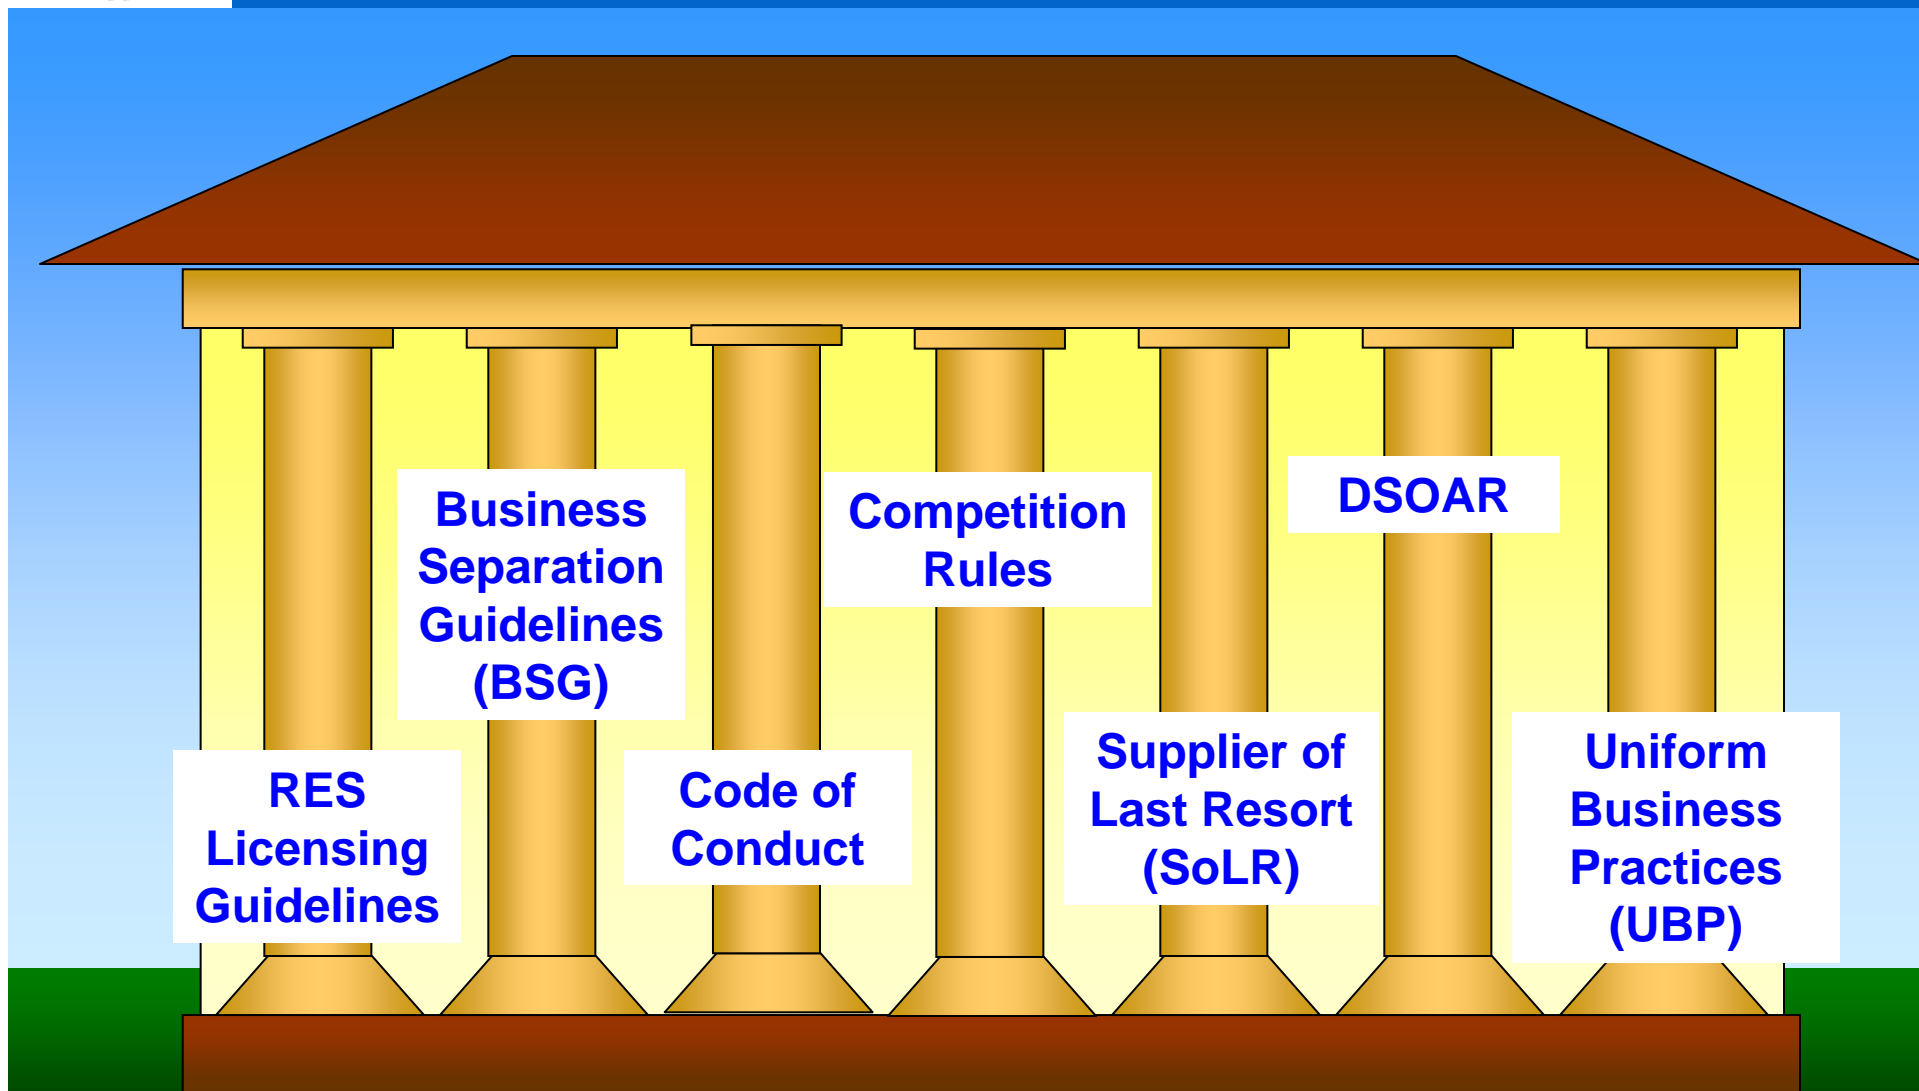 RES
Licensing
Guidelines
Business
Separation
Guidelines
(BSG)
Code of
Conduct
Competition
Rules
Supplier of
Last Resort
(SoLR)
DSOAR
Uniform
Business
Practices
(UBP)